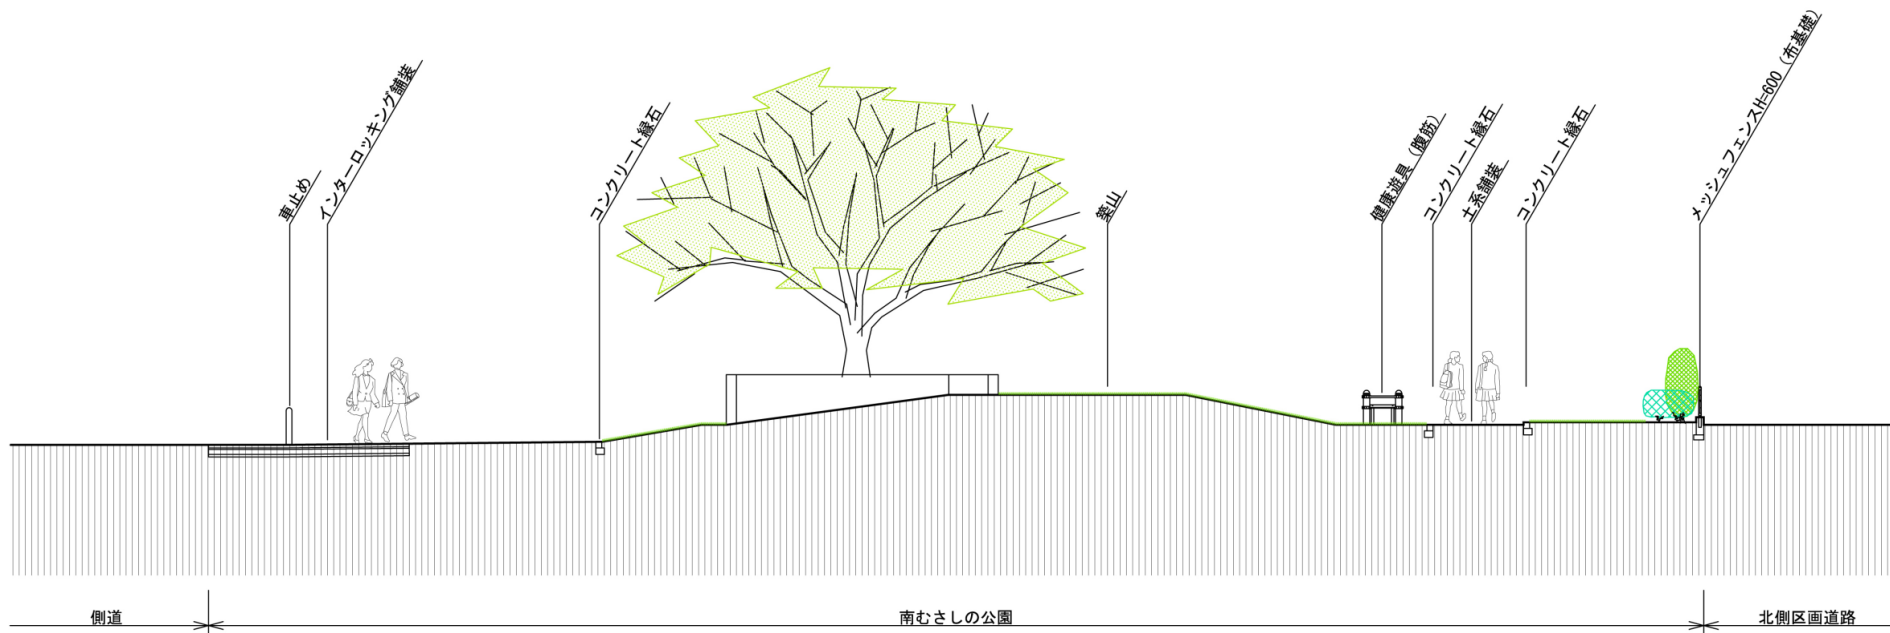 車止め
インターロッキング舗装
コンクリート縁石
築山
健康遊具（腹筋）
コンクリート縁石
土系舗装
コンクリート縁石
メッシュフェンスH=600（布基礎）
側道
南むさしの公園
北側区画道路